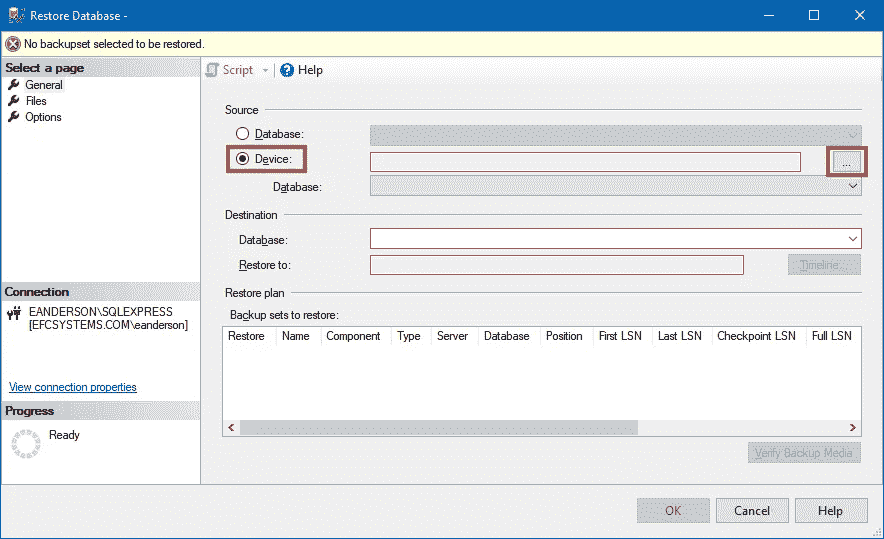 Restore Database -
No backupset selected to be restored.
Select a page
General
Files
Options
Script
Help
Source
Database:
Device:
...
Database:
Destination
Database:
Restore to:
Timeline...
Restore plan
Backup sets to restore:
Restore Name Component Type Server Database Position First LSN Last LSN Checkpoint LSN Full LSN
Verify Backup Media
Connection
EANDERSON\SQLEXPRESS
[EFCSYSTEMS.COM\eanderson]
View connection properties
Progress
Ready
OK
Cancel
Help